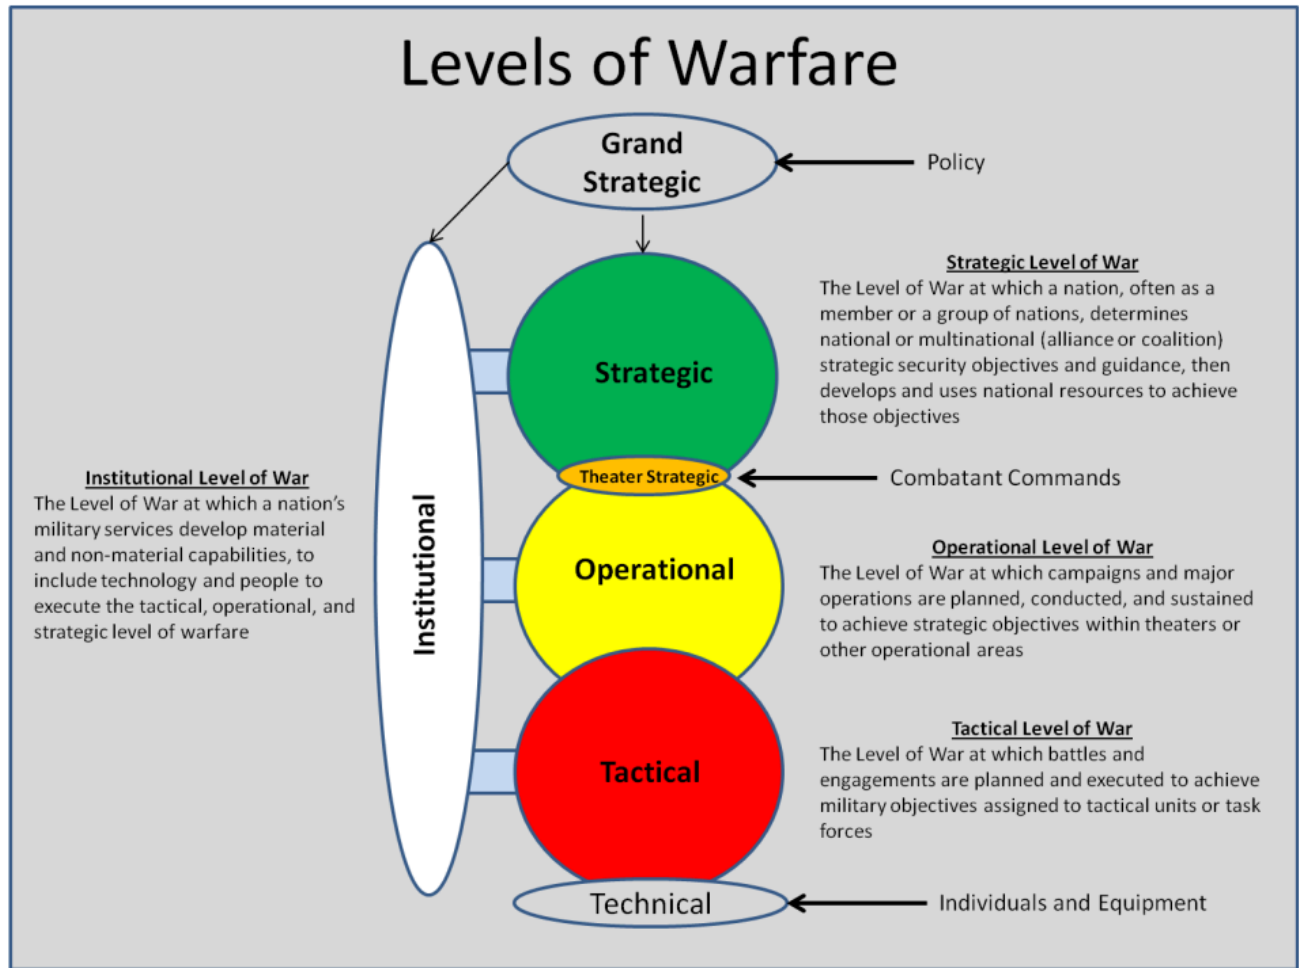 Levels of Warfare
Grand
Strategic
Policy
Strategic Level of War
The Level of War at which a nation, often as a
member or a group of nations, determines
national or multinational (alliance or coalition)
strategic security objectives and guidance, then
develops and uses national resources to achieve
those objectives
Strategic
Theater Strategic
Combatant Commands
Institutional Level of War
The Level of War at which a nation’s
military services develop material
and non-material capabilities, to
include technology and people to
execute the tactical, operational, and
strategic level of warfare
Institutional
Operational
Operational Level of War
The Level of War at which campaigns and major
operations are planned, conducted, and sustained
to achieve strategic objectives within theaters or
other operational areas
Tactical Level of War
The Level of War at which battles and
engagements are planned and executed to achieve
military objectives assigned to tactical units or task
forces
Tactical
Technical
Individuals and Equipment